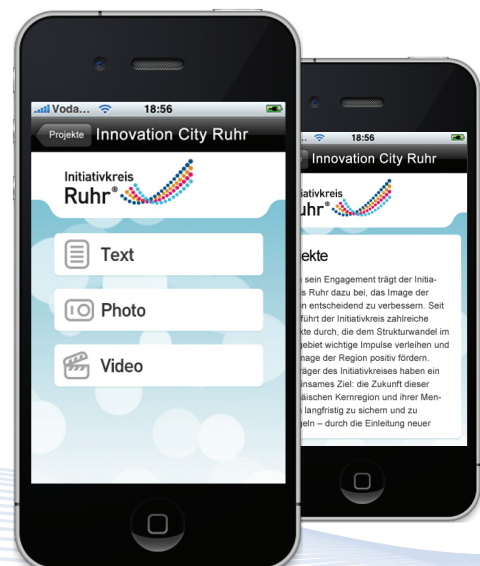 Voda... 18:56
Projekte Innovation City Ruhr
Initiativkreis
Ruhr®
Text
Photo
Video
.. 18:56
Innovation City Ruhr
iativkreis
uhr®
ekte
sein Engagement trägt der Initia-
is Ruhr dazu bei, das Image der
n entscheidend zu verbessern. Seit
führt der Initiativkreis zahlreiche
kte durch, die dem Strukturwandel im
gebiet wichtige Impulse verleihen und
mage der Region positiv fördern.
räger des Initiativkreises haben ein
insames Ziel: die Zukunft dieser
äischen Kernregion und ihrer Men-
langfristig zu sichern und zu
geln – durch die Einleitung neuer